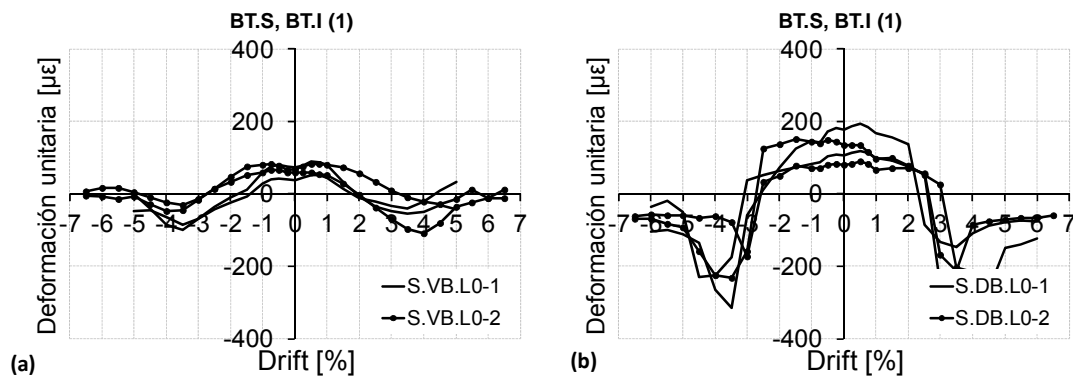 BT.S, BT.I (1)
400
200
0
-200
-400
-7 -6 -5 -4 -3 -2 -1 0 1 2 3 4 5 6 7
Deformación unitaria [με]
Drift [%]
S.VB.L0-1
S.VB.L0-2
(a)
BT.S, BT.I (1)
400
200
0
-200
-400
-7 -6 -5 -4 -3 -2 -1 0 1 2 3 4 5 6 7
Deformación unitaria [με]
Drift [%]
S.DB.L0-1
S.DB.L0-2
(b)